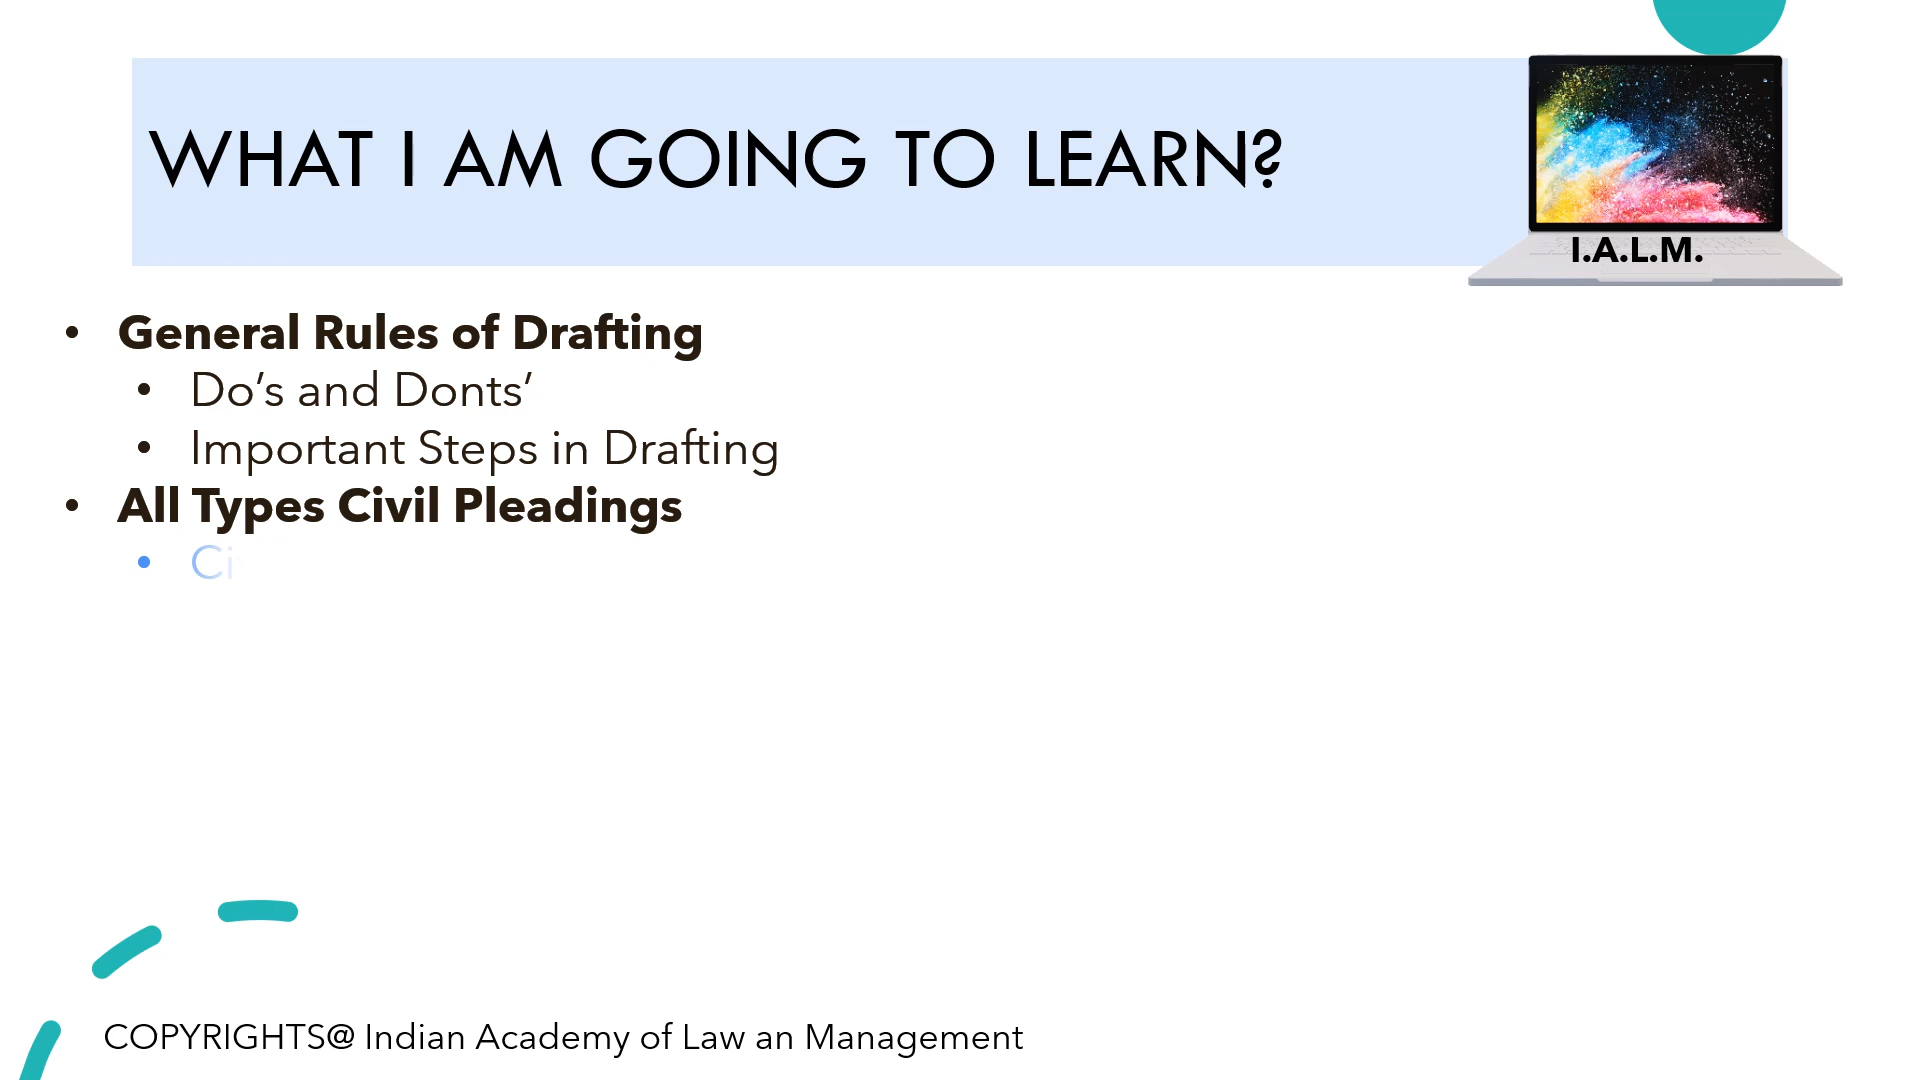 WHAT I AM GOING TO LEARN?
I.A.L.M.
• General Rules of Drafting
• Do’s and Donts’
• Important Steps in Drafting
• All Types Civil Pleadings
• Ci
COPYRIGHTS@ Indian Academy of Law an Management